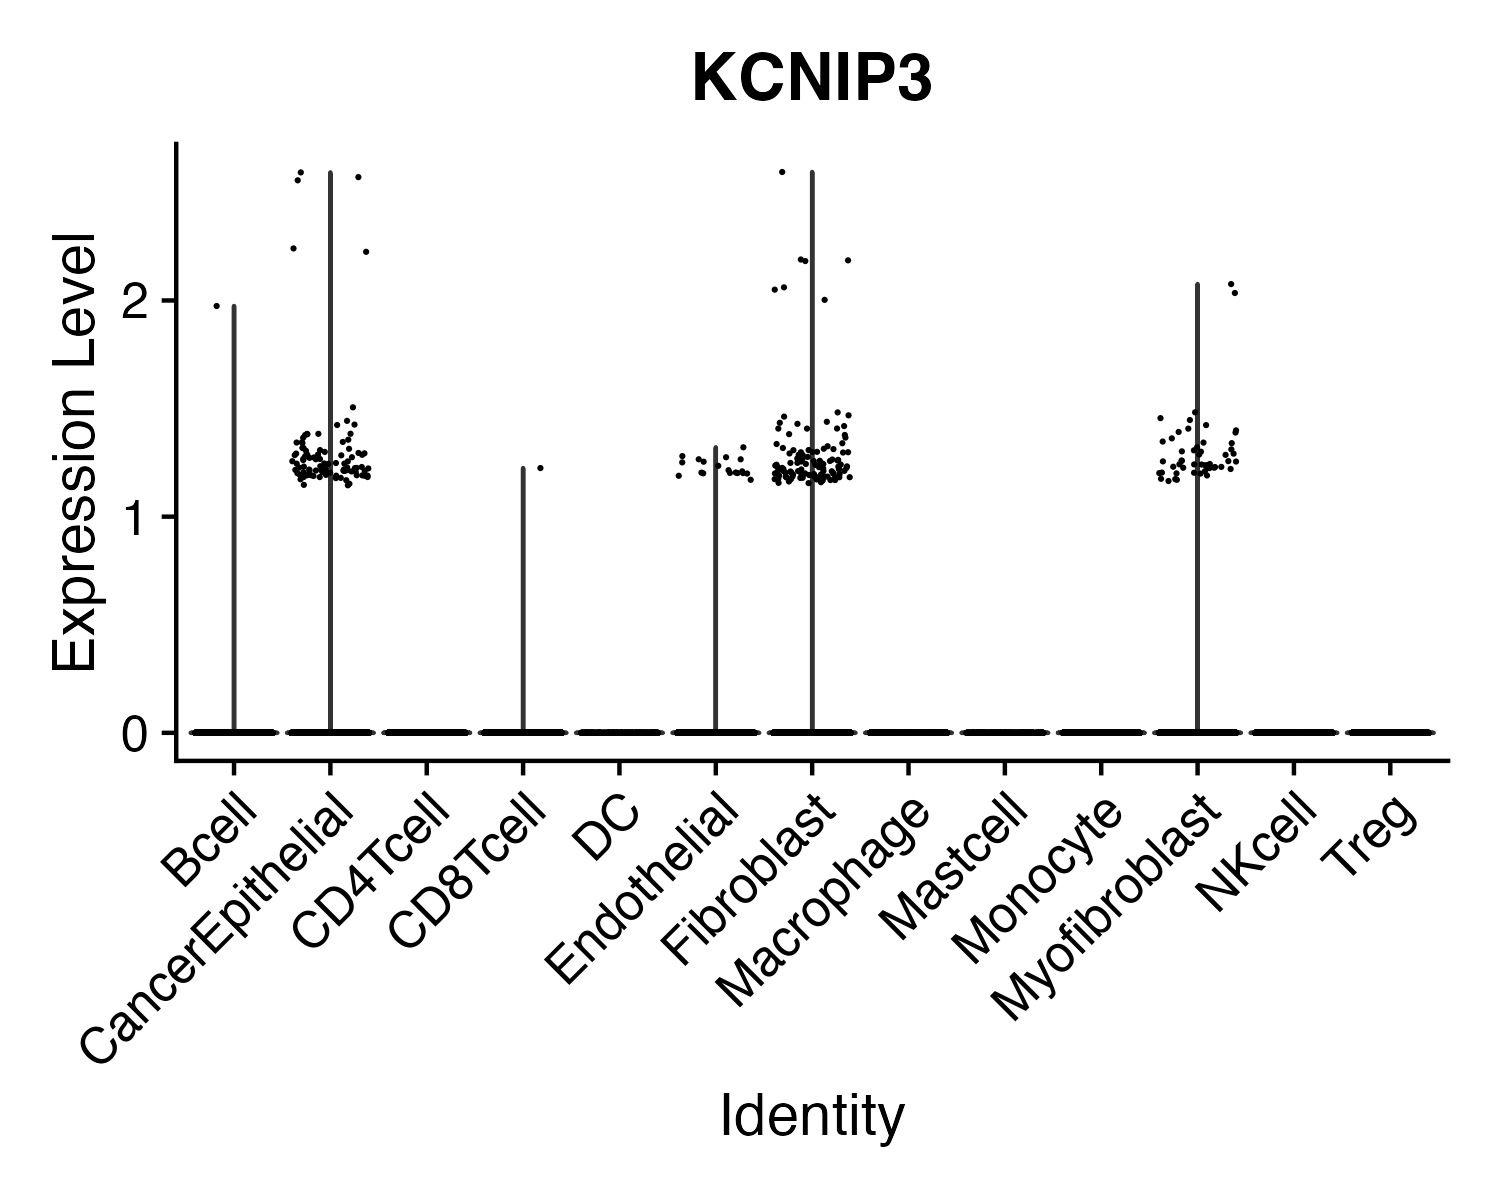 KCNIP3
Expression Level
2
1
0
Bcell
CancerEpithelial
CD4Tcell
CD8Tcell
DC
Endothelial
Fibroblast
Macrophage
Mastcell
Monocyte
Myofibroblast
NKcell
Treg
Identity